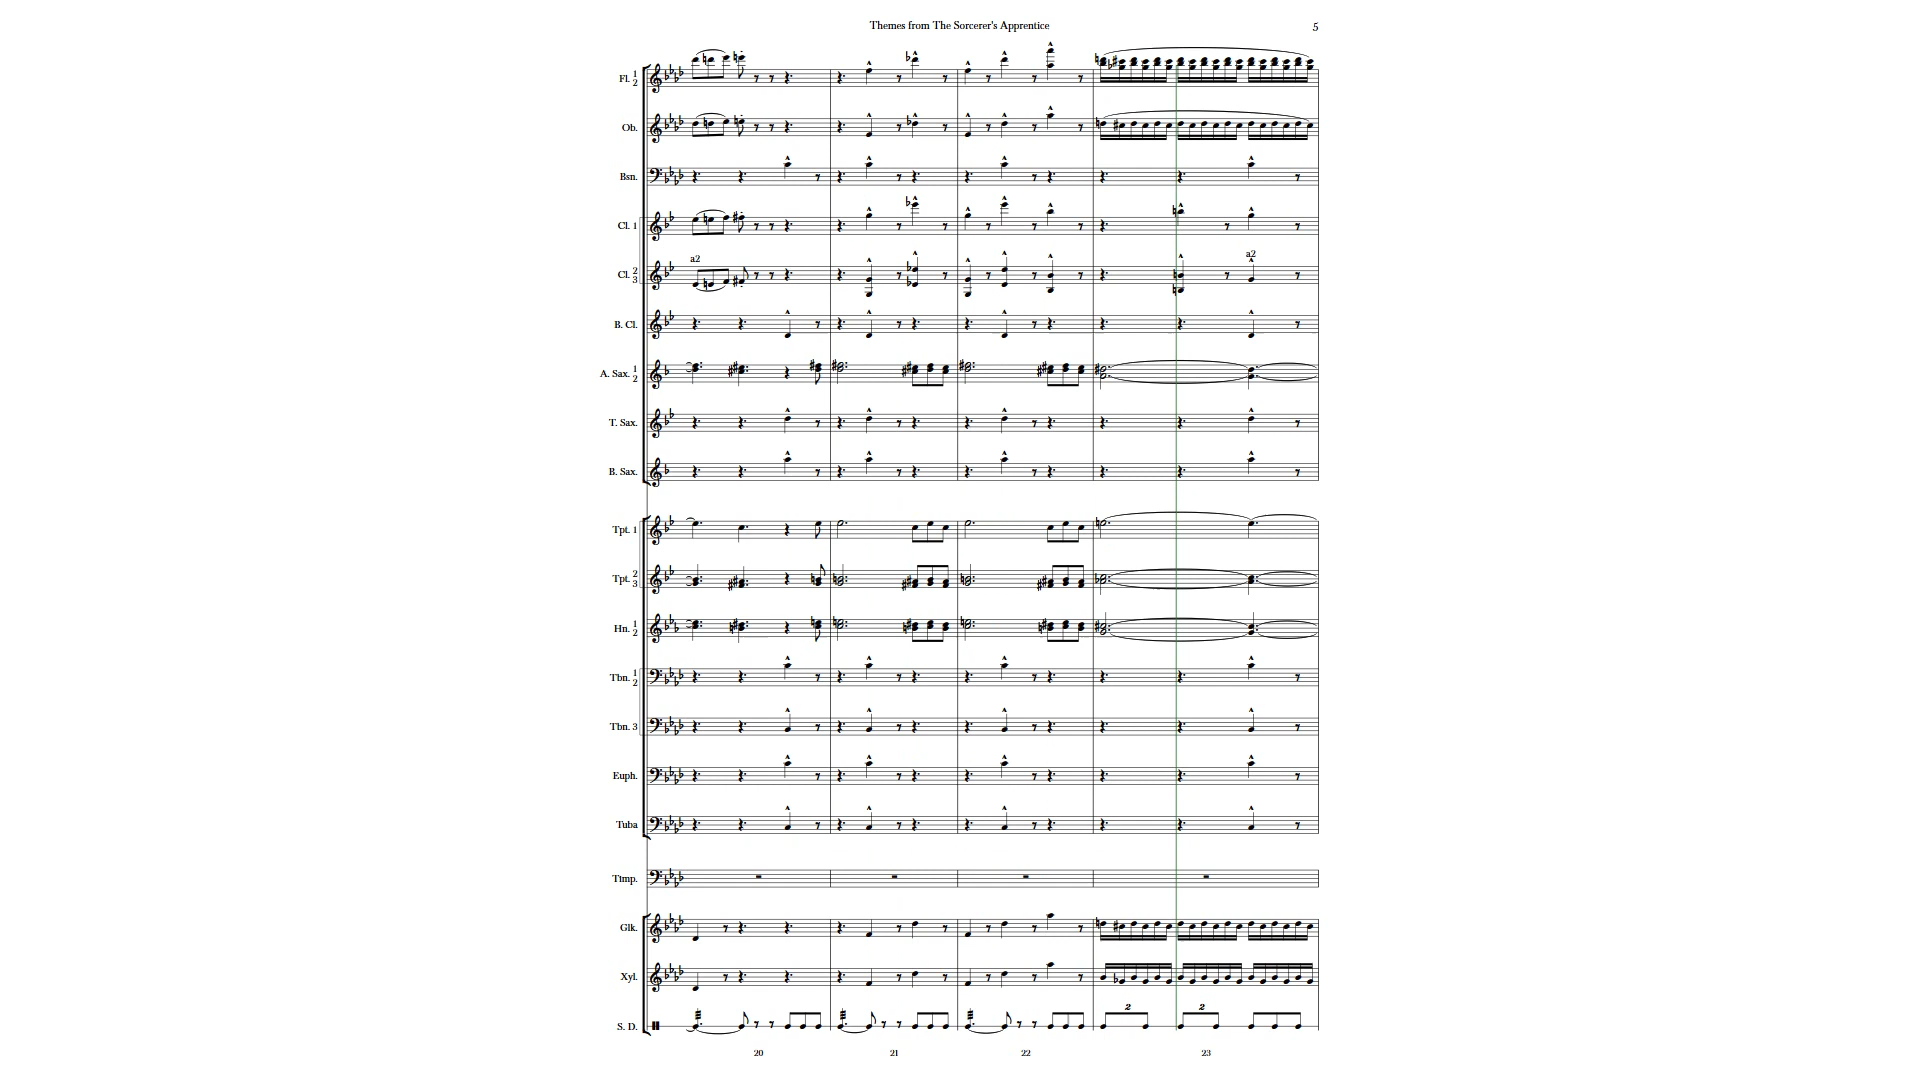 Themes from The Sorcerer's Apprentice
5
Fl. 1
2
Ob.
Bsn.
Cl. 1
a2
Cl. 2
3
a2
B. Cl.
A. Sax. 1
2
T. Sax.
B. Sax.
Tpt. 1
Tpt. 2
3
Hn. 1
2
Tbn. 1
2
Tbn. 3
Euph.
Tuba
Timp.
Glk.
Xyl.
2 2
S. D.
20 21 22 23